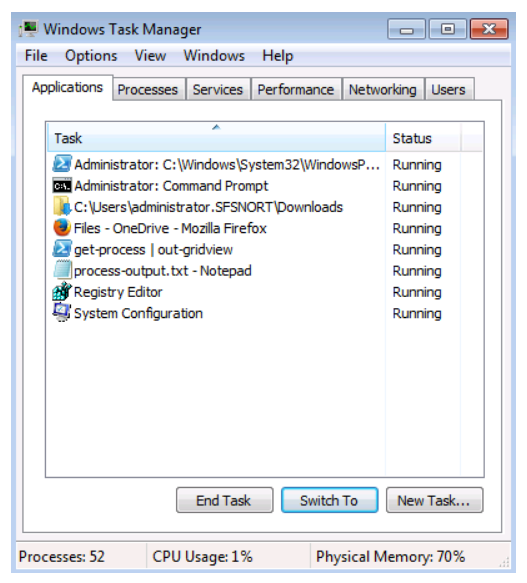 Windows Task Manager
File Options View Windows Help
Applications Processes Services Performance Networking Users
Task Status
Administrator: C:\Windows\System32\WindowsP... Running
C:\. Administrator: Command Prompt Running
C:\Users\administrator.SFSNORT\Downloads Running
Files - OneDrive - Mozilla Firefox Running
get-process | out-gridview Running
process-output.txt - Notepad Running
Registry Editor Running
System Configuration Running
End Task Switch To New Task...
Processes: 52 CPU Usage: 1% Physical Memory: 70%